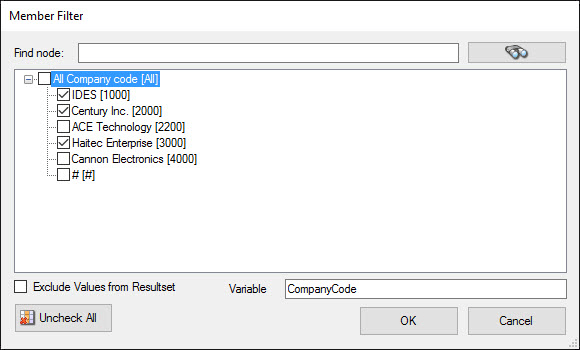 Member Filter
Find node:
All Company code [All]
IDES [1000]
Century Inc. [2000]
ACE Technology [2200]
Haitec Enterprise [3000]
Cannon Electronics [4000]
# [#]
Exclude Values from Resultset Variable CompanyCode
Uncheck All OK Cancel